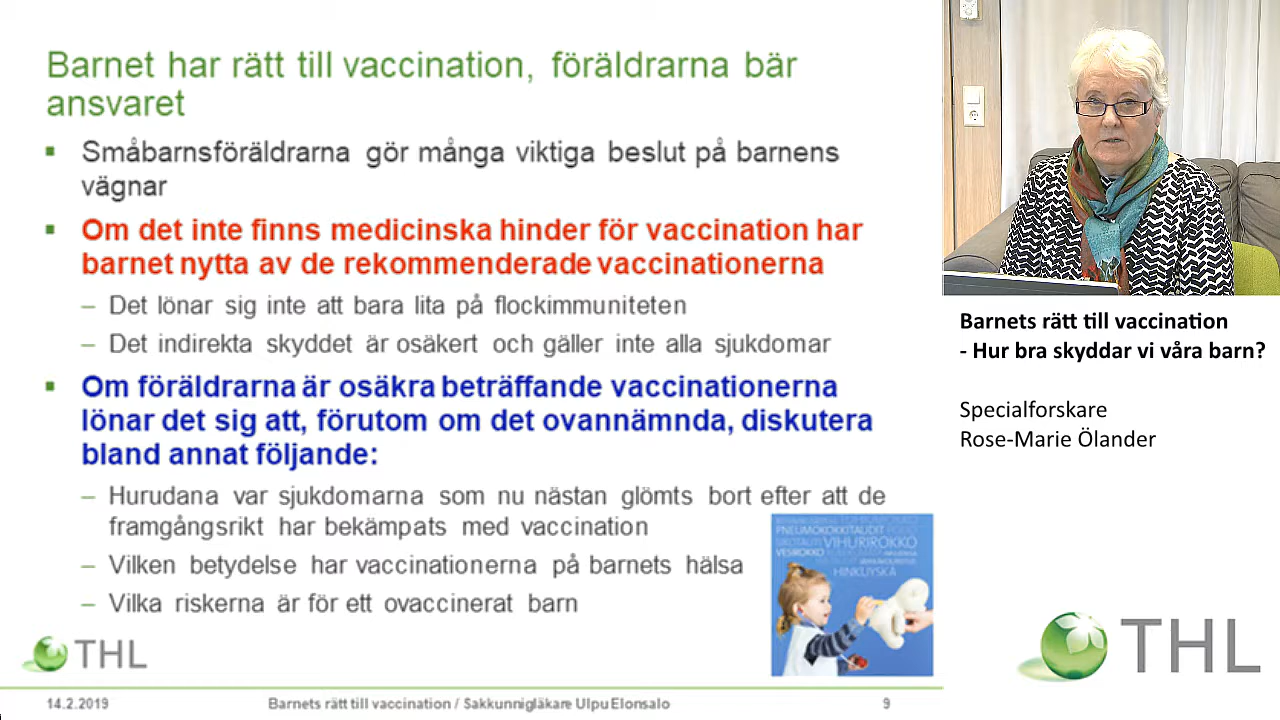 Barnet har rätt till vaccination, föräldrarna bär
ansvaret
Småbarnsföräldrarna gör många viktiga beslut på barnens
vägnar
Om det inte finns medicinska hinder för vaccination har
barnet nytta av de rekommenderade vaccinationerna
– Det lönar sig inte att bara lita på flockimmuniteten
– Det indirekta skyddet är osäkert och gäller inte alla sjukdomar
Om föräldrarna är osäkra beträffande vaccinationerna
lönar det sig att, förutom om det ovannämnda, diskutera
bland annat följande:
– Hurudana var sjukdomarna som nu nästan glömts bort efter att de
framgångsrikt har bekämpats med vaccination
– Vilken betydelse har vaccinationerna på barnets hälsa
– Vilka riskerna är för ett ovaccinerat barn
PNEUMOKOKKITAUDIT
VIHURIROKKO
VESIROKKO
HINKUYSKÄ
THL
14.2.2019 Barnets rätt till vaccination / Sakkunnigläkare Ulpu Elonsalo 9
Barnets rätt till vaccination
- Hur bra skyddar vi våra barn?
Specialforskare
Rose-Marie Ölander
THL